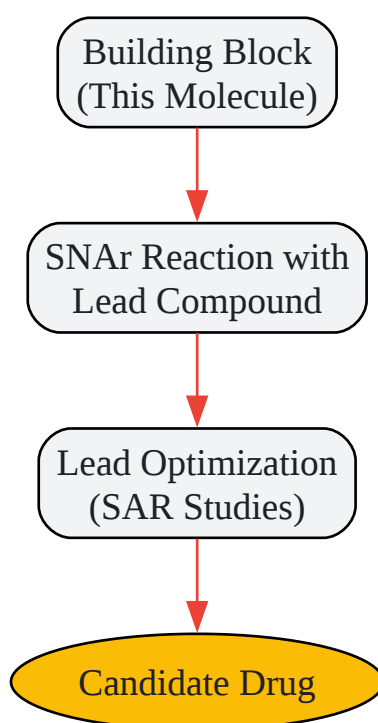 Building Block
(This Molecule)
SNAr Reaction with
Lead Compound
Lead Optimization
(SAR Studies)
Candidate Drug